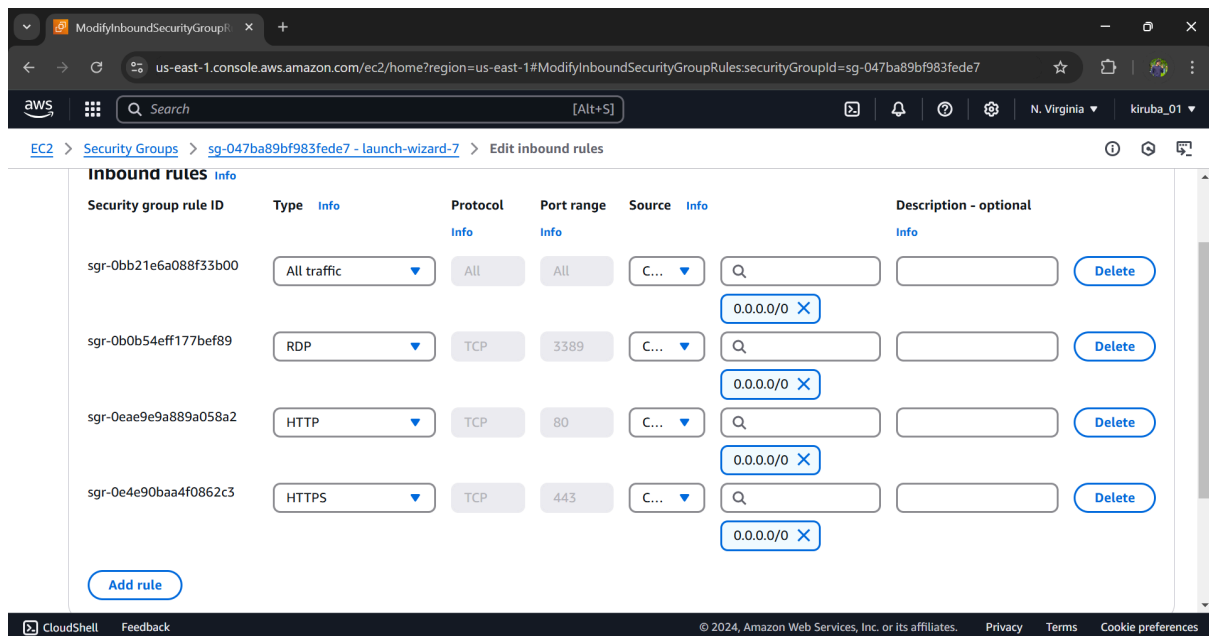 ModifyInboundSecurityGroupR
us-east-1.console.aws.amazon.com/ec2/home?region=us-east-1#ModifyInboundSecurityGroupRules:securityGroupId=sg-047ba89bf983fede7
aws Search [Alt+S] N. Virginia kiruba_01
EC2 > Security Groups > sg-047ba89bf983fede7 - launch-wizard-7 > Edit inbound rules
Inbound rules Info
Security group rule ID Type Info Protocol Port range Source Info Description - optional
Info Info Info
sgr-0bb21e6a088f33b00 All traffic All All C... Delete
0.0.0.0/0
sgr-0b0b54eff177bef89 RDP TCP 3389 C... Delete
0.0.0.0/0
sgr-0eae9e9a889a058a2 HTTP TCP 80 C... Delete
0.0.0.0/0
sgr-0e4e90baa4f0862c3 HTTPS TCP 443 C... Delete
0.0.0.0/0
Add rule
CloudShell Feedback © 2024, Amazon Web Services, Inc. or its affiliates. Privacy Terms Cookie preferences